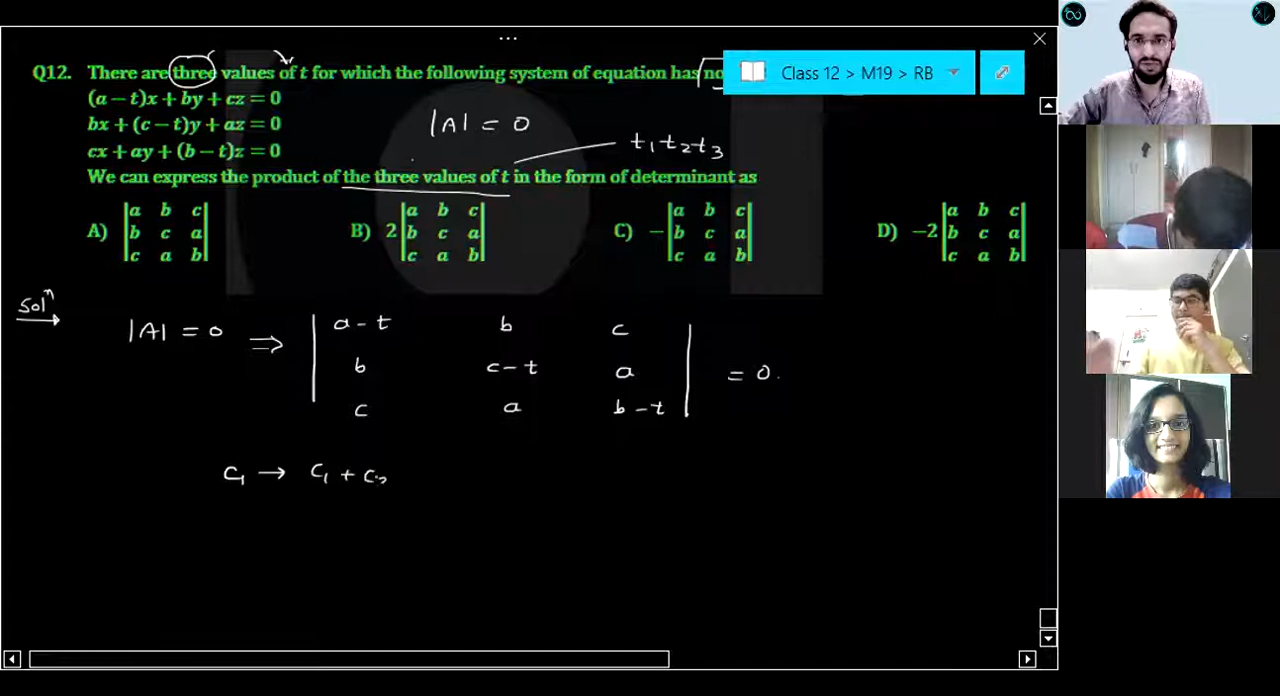 ...
Q12. There are three values of t for which the following system of equation has no
Class 12 > M19 > RB
(a − t)x + by + cz = 0
bx + (c − t)y + az = 0
cx + ay + (b − t)z = 0
|A| = 0
t₁t₂t₃
We can express the product of the three values of t in the form of determinant as
A) |a b c|
|b c a|
|c a b|
B) 2 |a b c|
|b c a|
|c a b|
C) − |a b c|
|b c a|
|c a b|
D) −2 |a b c|
|b c a|
|c a b|
Solⁿ
|A| = 0 ⇒ | a − t b c |
| b c − t a | = 0.
| c a b − t |
C₁ → C₁ + C₂